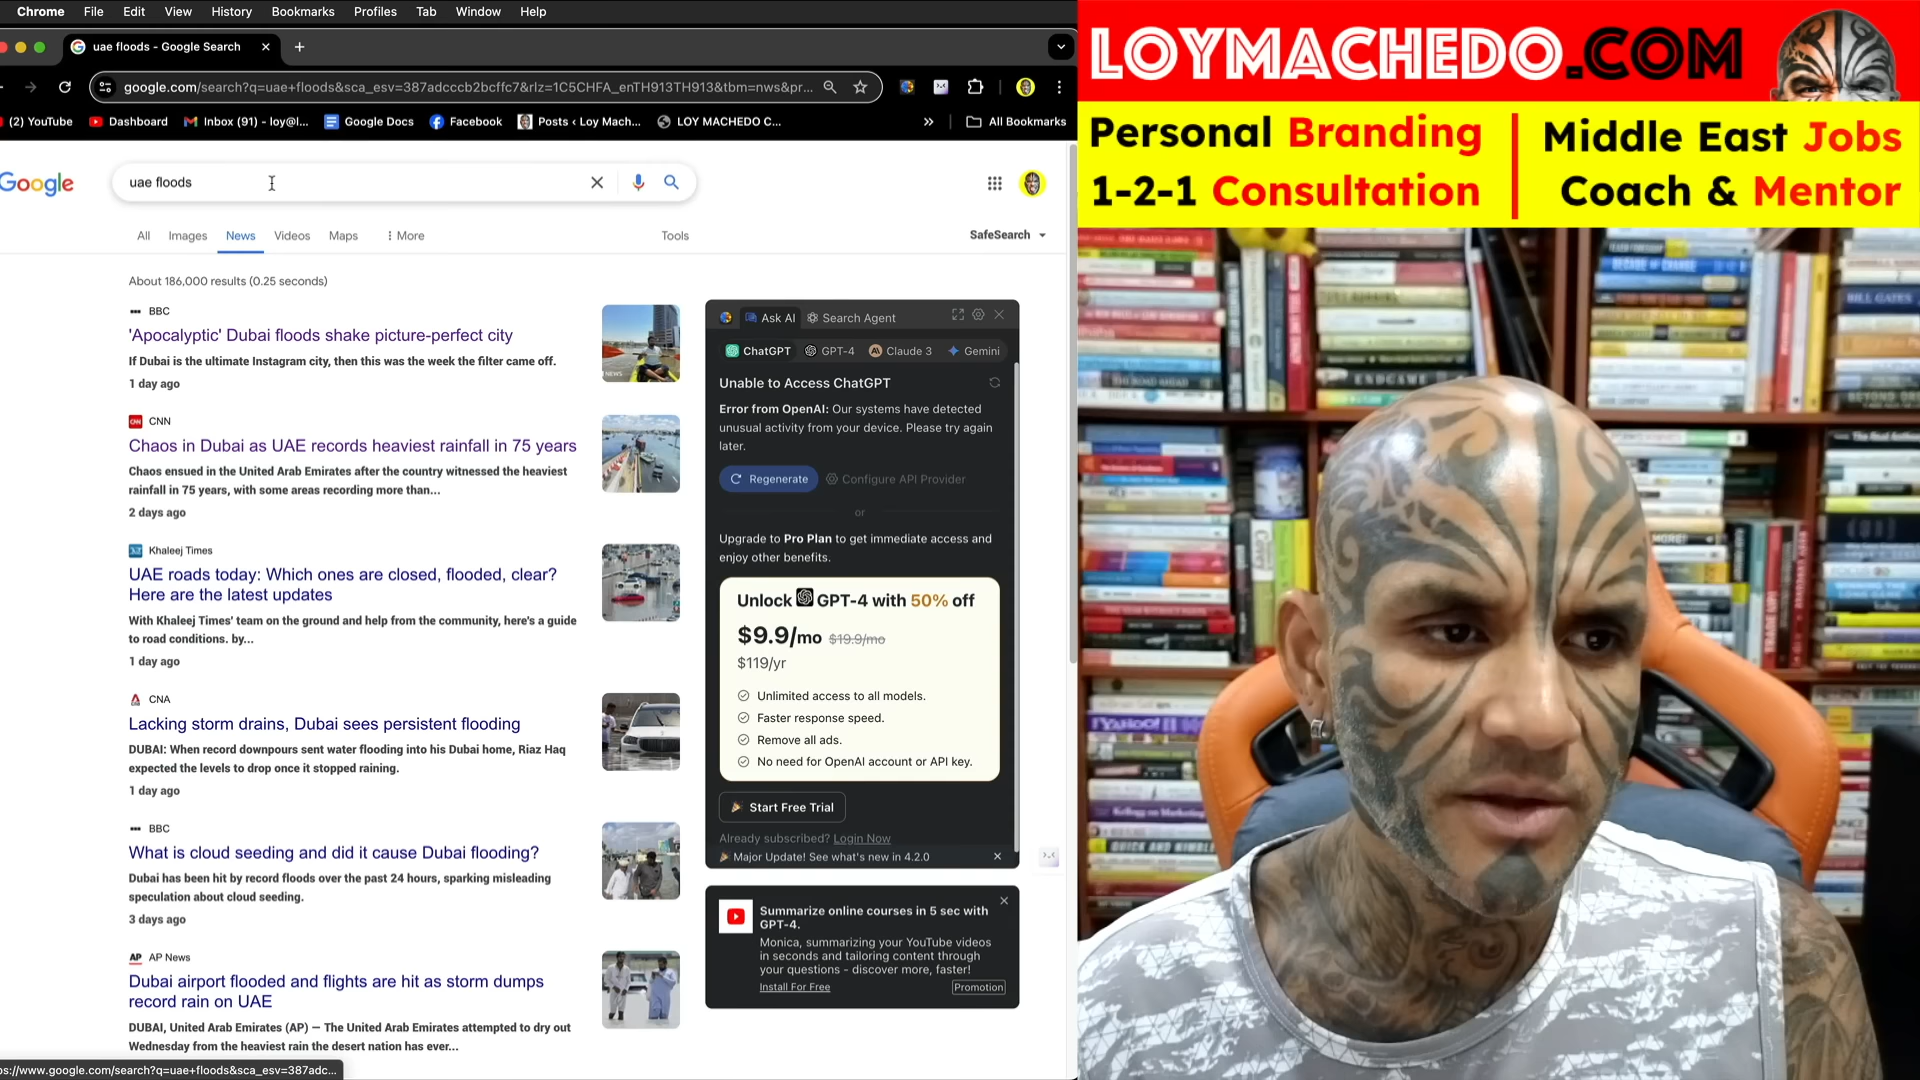 Chrome File Edit View History Bookmarks Profiles Tab Window Help
uae floods - Google Search
google.com/search?q=uae+floods&sca_esv=387adcccb2bcffc7&rlz=1C5CHFA_enTH913TH913&tbm=nws&pr...
(2) YouTube Dashboard Inbox (91) - loy@l... Google Docs Facebook Posts ‹ Loy Mach... LOY MACHEDO C... » All Bookmarks
Google
uae floods
All Images News Videos Maps More Tools SafeSearch
About 186,000 results (0.25 seconds)
BBC
'Apocalyptic' Dubai floods shake picture-perfect city
If Dubai is the ultimate Instagram city, then this was the week the filter came off.
1 day ago
CNN
Chaos in Dubai as UAE records heaviest rainfall in 75 years
Chaos ensued in the United Arab Emirates after the country witnessed the heaviest
rainfall in 75 years, with some areas recording more than...
2 days ago
Khaleej Times
UAE roads today: Which ones are closed, flooded, clear?
Here are the latest updates
With Khaleej Times' team on the ground and help from the community, here's a guide
to road conditions. by...
1 day ago
CNA
Lacking storm drains, Dubai sees persistent flooding
DUBAI: When record downpours sent water flooding into his Dubai home, Riaz Haq
expected the levels to drop once it stopped raining.
1 day ago
BBC
What is cloud seeding and did it cause Dubai flooding?
Dubai has been hit by record floods over the past 24 hours, sparking misleading
speculation about cloud seeding.
3 days ago
AP AP News
Dubai airport flooded and flights are hit as storm dumps
record rain on UAE
DUBAI, United Arab Emirates (AP) — The United Arab Emirates attempted to dry out
Wednesday from the heaviest rain the desert nation has ever...
ps://www.google.com/search?q=uae+floods&sca_esv=387adc...
Ask AI Search Agent
ChatGPT GPT-4 Claude 3 Gemini
Unable to Access ChatGPT
Error from OpenAI: Our systems have detected
unusual activity from your device. Please try again
later.
Regenerate Configure API Provider
or
Upgrade to Pro Plan to get immediate access and
enjoy other benefits.
Unlock GPT-4 with 50% off
$9.9/mo $19.9/mo
$119/yr
Unlimited access to all models.
Faster response speed.
Remove all ads.
No need for OpenAI account or API key.
Start Free Trial
Already subscribed? Login Now
Major Update! See what's new in 4.2.0
Summarize online courses in 5 sec with
GPT-4.
Monica, summarizing your YouTube videos
in seconds and tailoring content through
your questions - discover more, faster!
Install For Free Promotion
LOYMACHEDO.COM
Personal Branding
1-2-1 Consultation
Middle East Jobs
Coach & Mentor
BILL GATES
ENDGAME
MORE!
YAHOO!